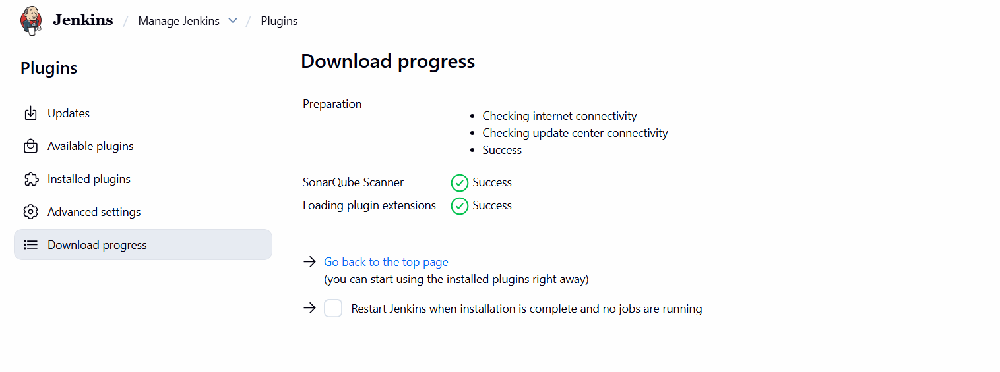 Jenkins / Manage Jenkins / Plugins
Plugins
Updates
Available plugins
Installed plugins
Advanced settings
Download progress
Download progress
Preparation
• Checking internet connectivity
• Checking update center connectivity
• Success
SonarQube Scanner Success
Loading plugin extensions Success
→ Go back to the top page
(you can start using the installed plugins right away)
→ Restart Jenkins when installation is complete and no jobs are running